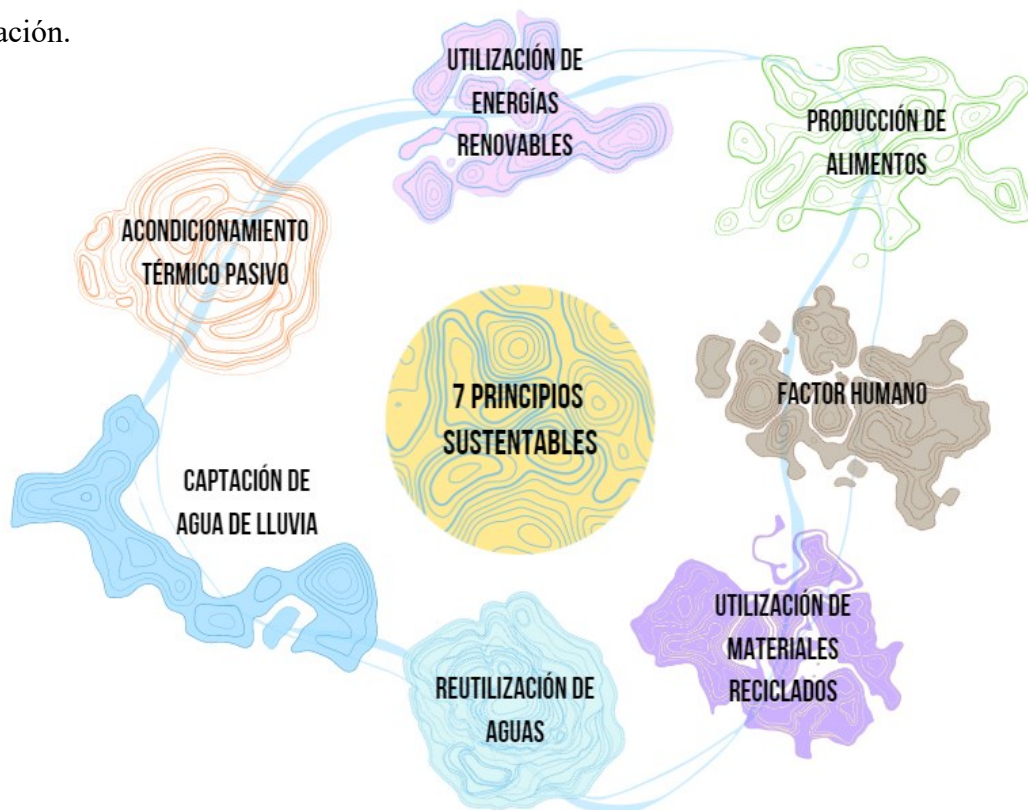 ación.
UTILIZACIÓN DE
ENERGÍAS
RENOVABLES
PRODUCCIÓN DE
ALIMENTOS
ACONDICIONAMIENTO
TÉRMICO PASIVO
7 PRINCIPIOS
SUSTENTABLES
FACTOR HUMANO
CAPTACIÓN DE
AGUA DE LLUVIA
UTILIZACIÓN DE
MATERIALES
RECICLADOS
REUTILIZACIÓN DE
AGUAS